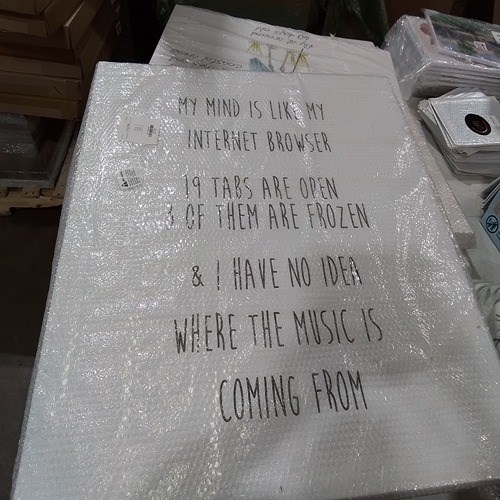 MY MIND IS LIKE MY
INTERNET BROWSER
19 TABS ARE OPEN
3 OF THEM ARE FROZEN
& I HAVE NO IDEA
WHERE THE MUSIC IS
COMING FROM